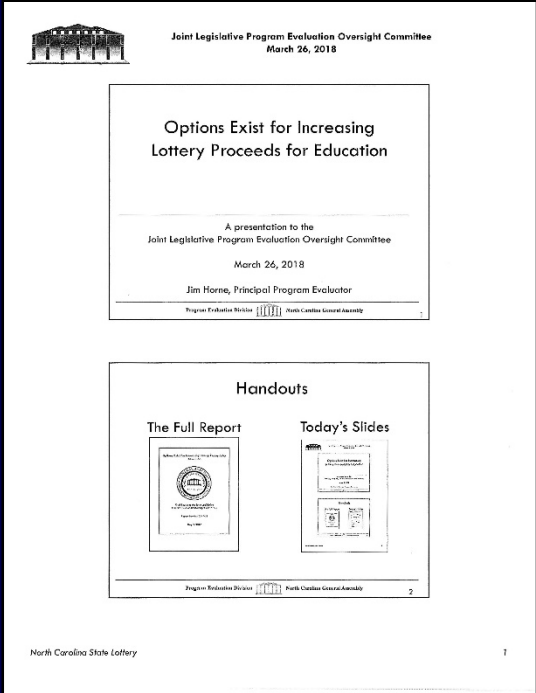 Joint Legislative Program Evaluation Oversight Committee
March 26, 2018
Options Exist for Increasing
Lottery Proceeds for Education
A presentation to the
Joint Legislative Program Evaluation Oversight Committee
March 26, 2018
Jim Horne, Principal Program Evaluator
Program Evaluation Division North Carolina General Assembly
1
Handouts
The Full Report
Today's Slides
Program Evaluation Division North Carolina General Assembly
2
North Carolina State Lottery
1